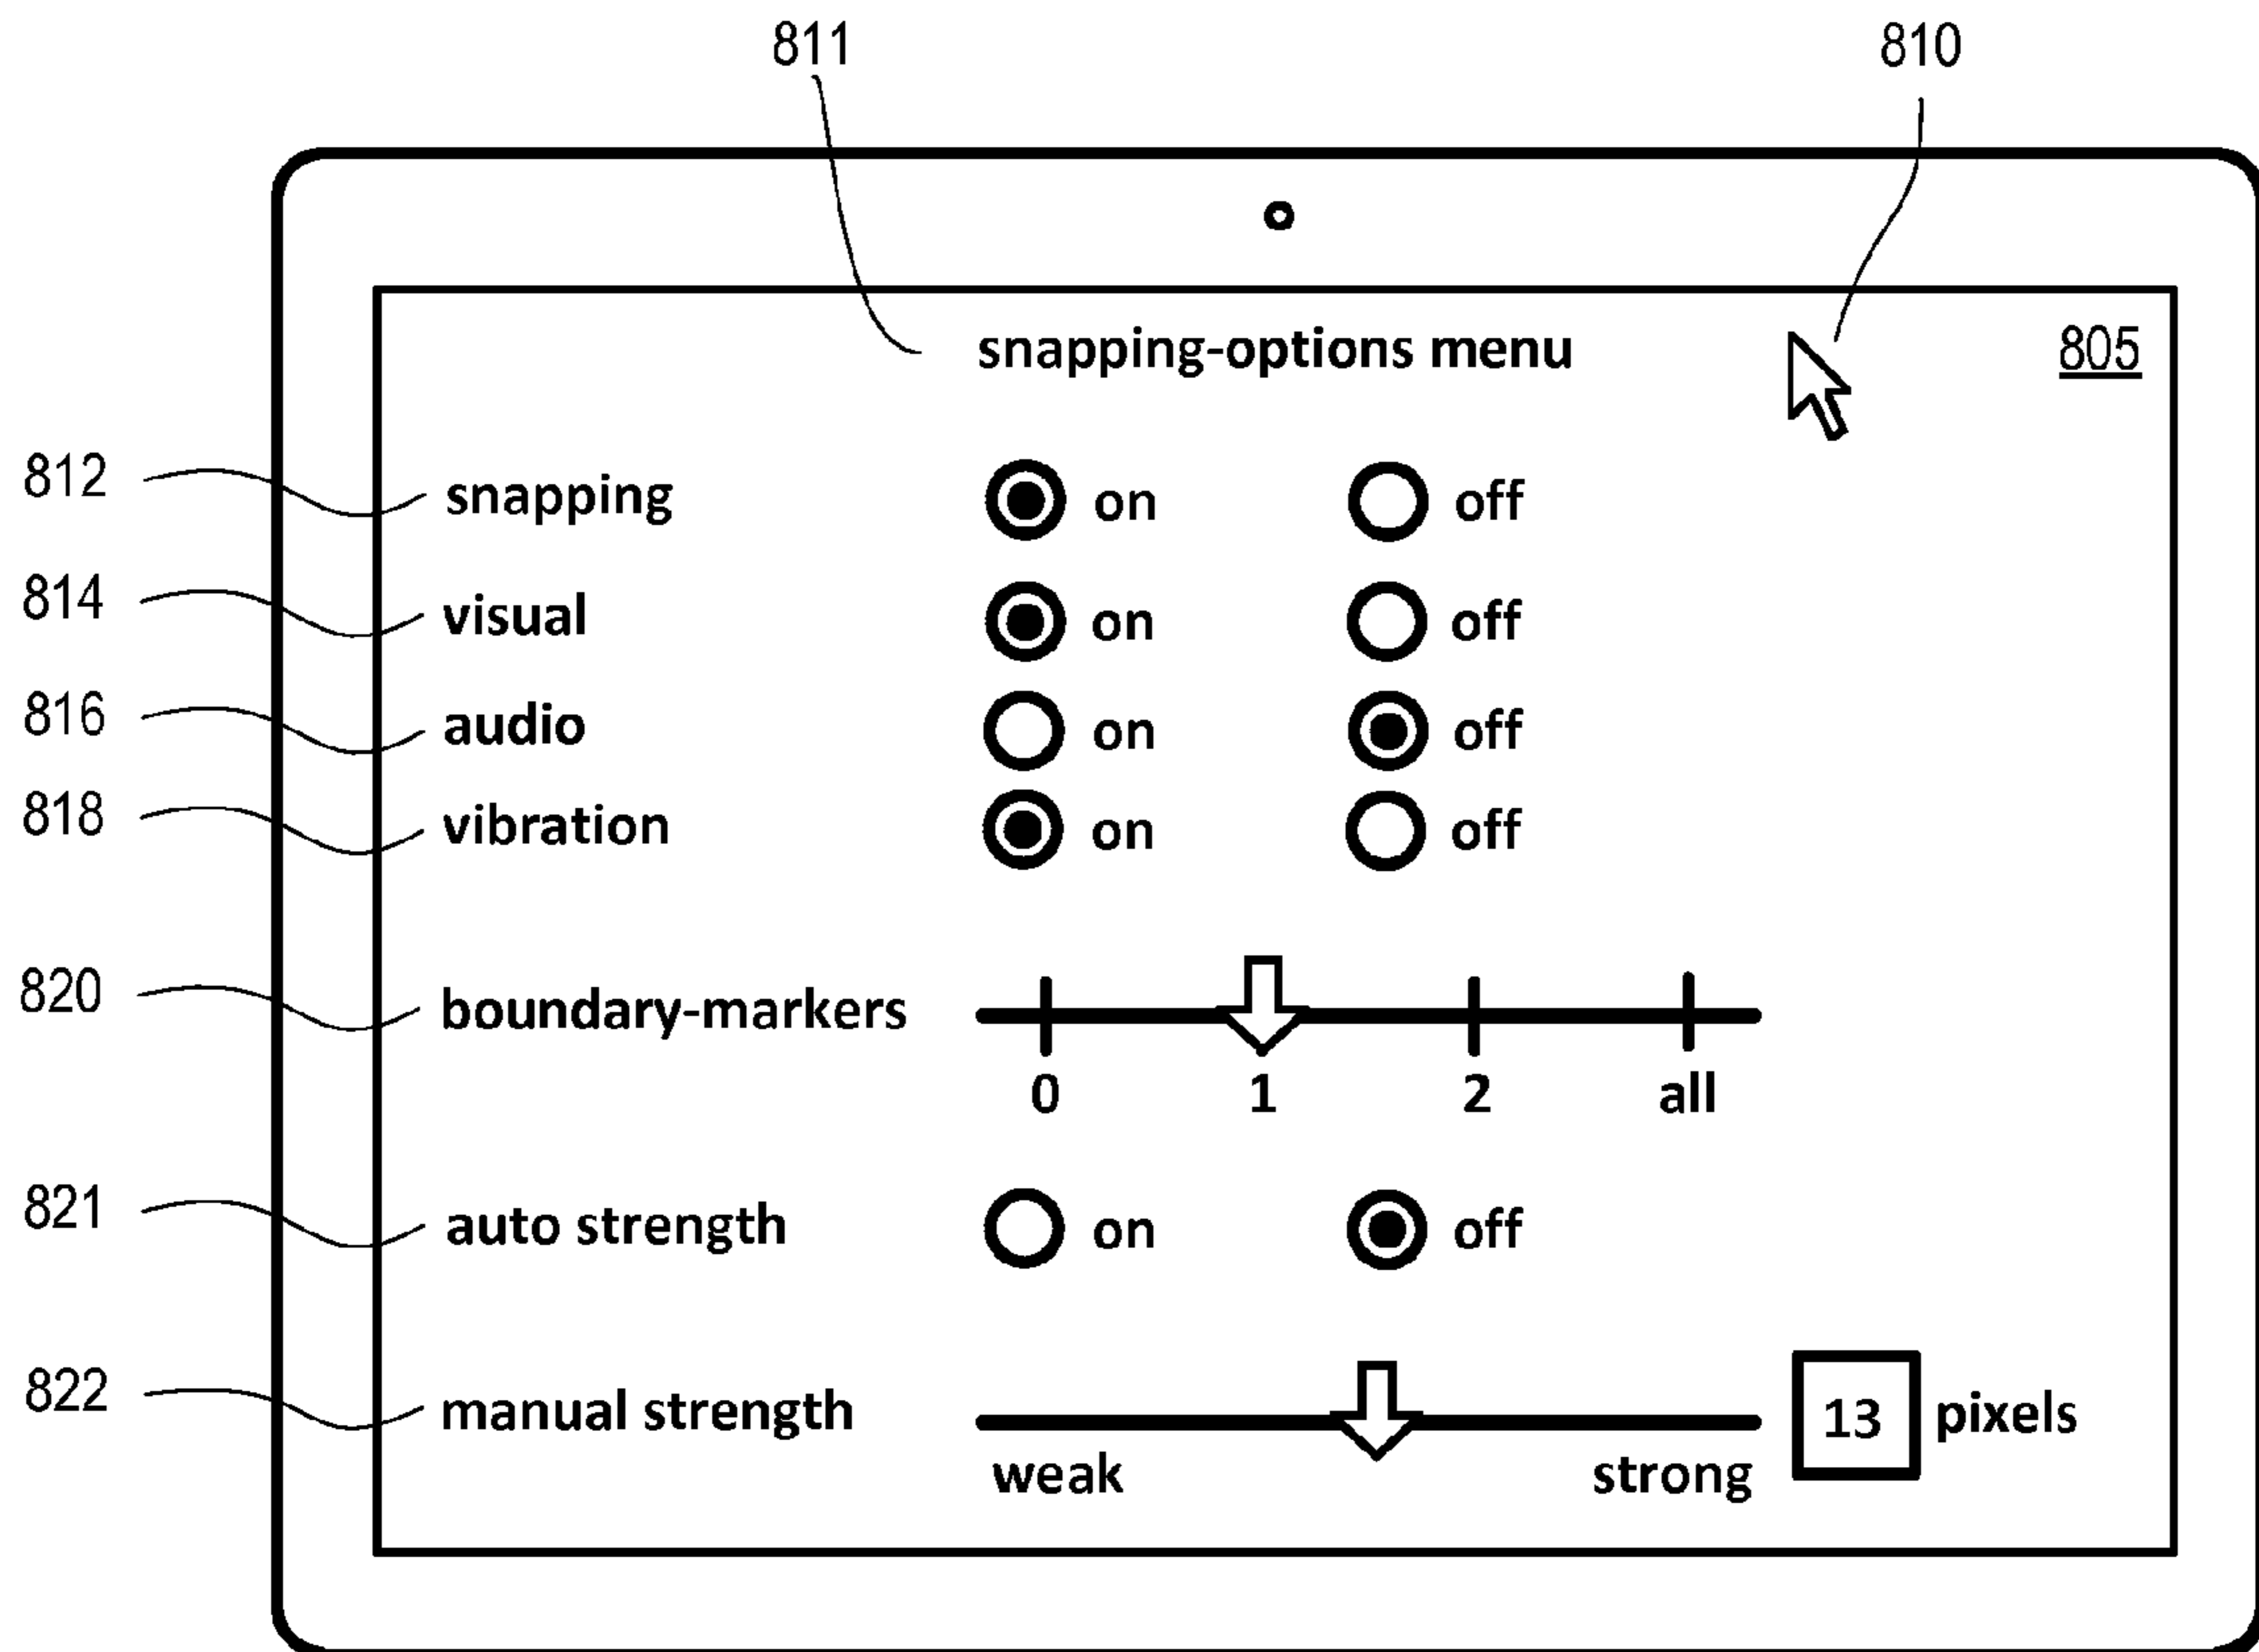 811 810
snapping-options menu 805
812 snapping on off
814 visual on off
816 audio on off
818 vibration on off
820 boundary-markers
0 1 2 all
821 auto strength on off
822 manual strength 13 pixels
weak strong